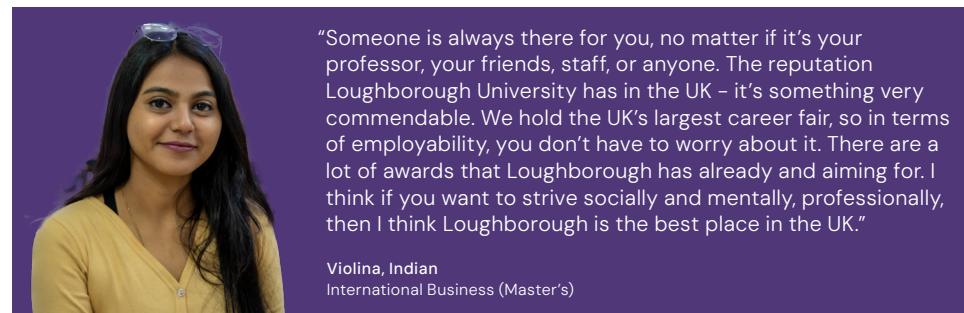 “Someone is always there for you, no matter if it’s your
professor, your friends, staff, or anyone. The reputation
Loughborough University has in the UK – it’s something very
commendable. We hold the UK’s largest career fair, so in terms
of employability, you don’t have to worry about it. There are a
lot of awards that Loughborough has already and aiming for. I
think if you want to strive socially and mentally, professionally,
then I think Loughborough is the best place in the UK.”
Violina, Indian
International Business (Master’s)